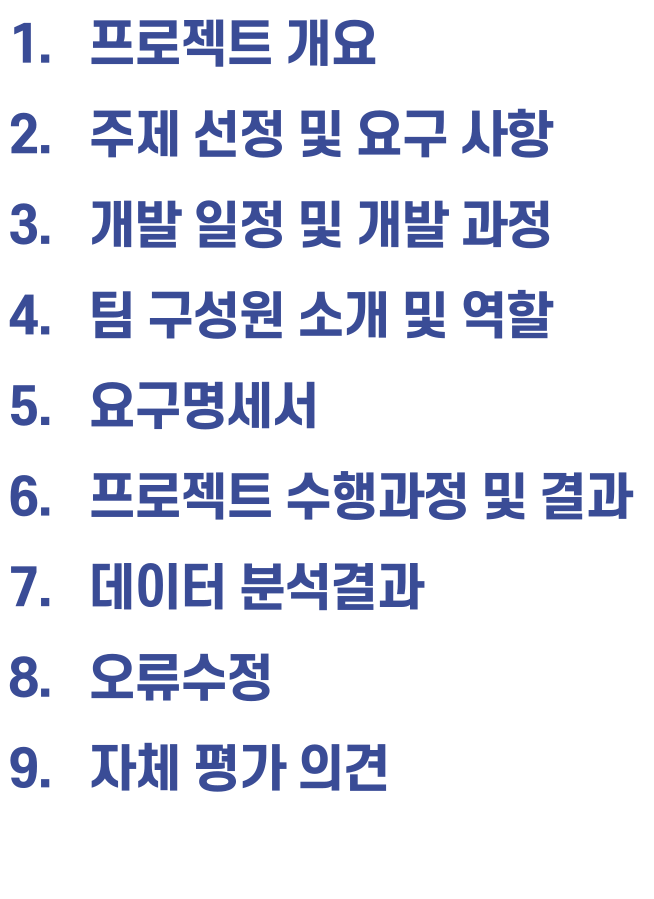 1. 프로젝트 개요
2. 주제 선정 및 요구 사항
3. 개발 일정 및 개발 과정
4. 팀 구성원 소개 및 역할
5. 요구명세서
6. 프로젝트 수행과정 및 결과
7. 데이터 분석결과
8. 오류수정
9. 자체 평가 의견